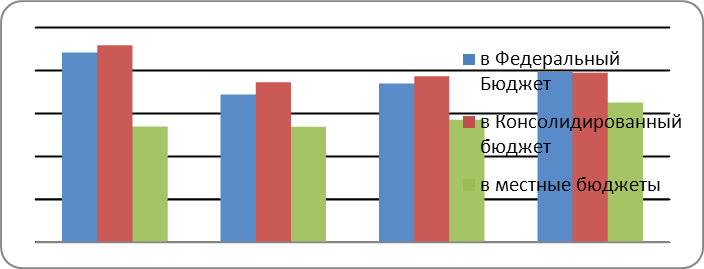 в Федеральный
Бюджет
в Консолидированный
бюджет
в местные бюджеты